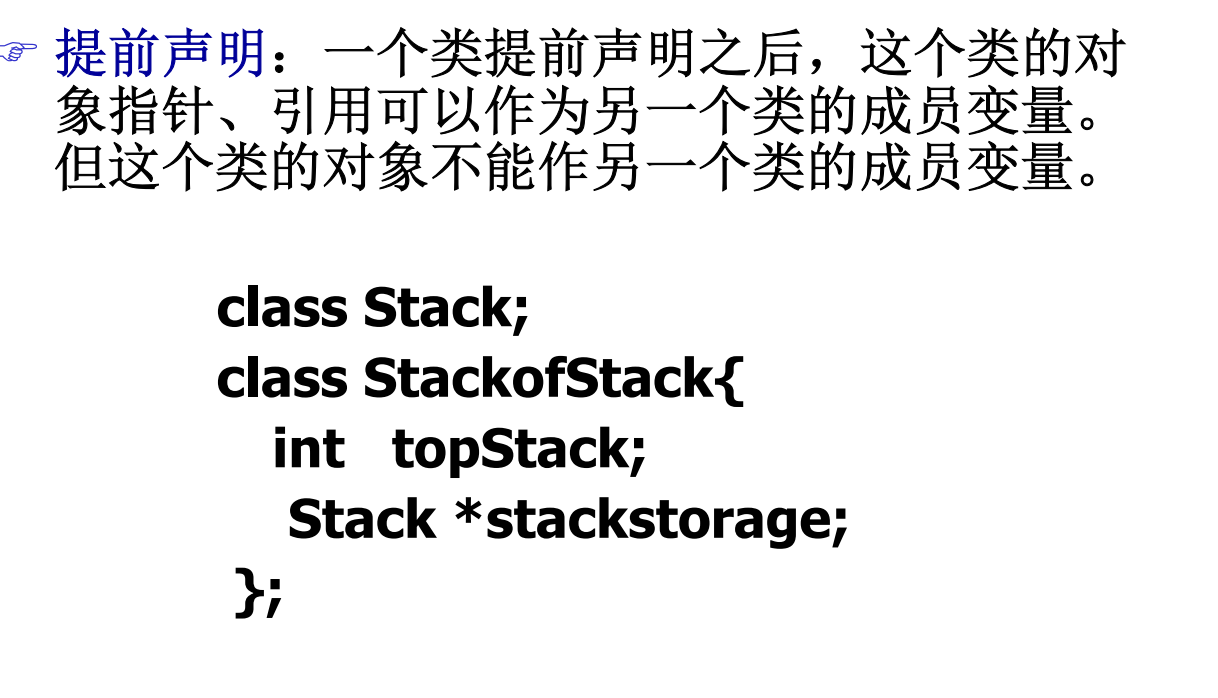 ☞ 提前声明：一个类提前声明之后，这个类的对
象指针、引用可以作为另一个类的成员变量。
但这个类的对象不能作另一个类的成员变量。
class Stack;
class StackofStack{
int topStack;
Stack *stackstorage;
};